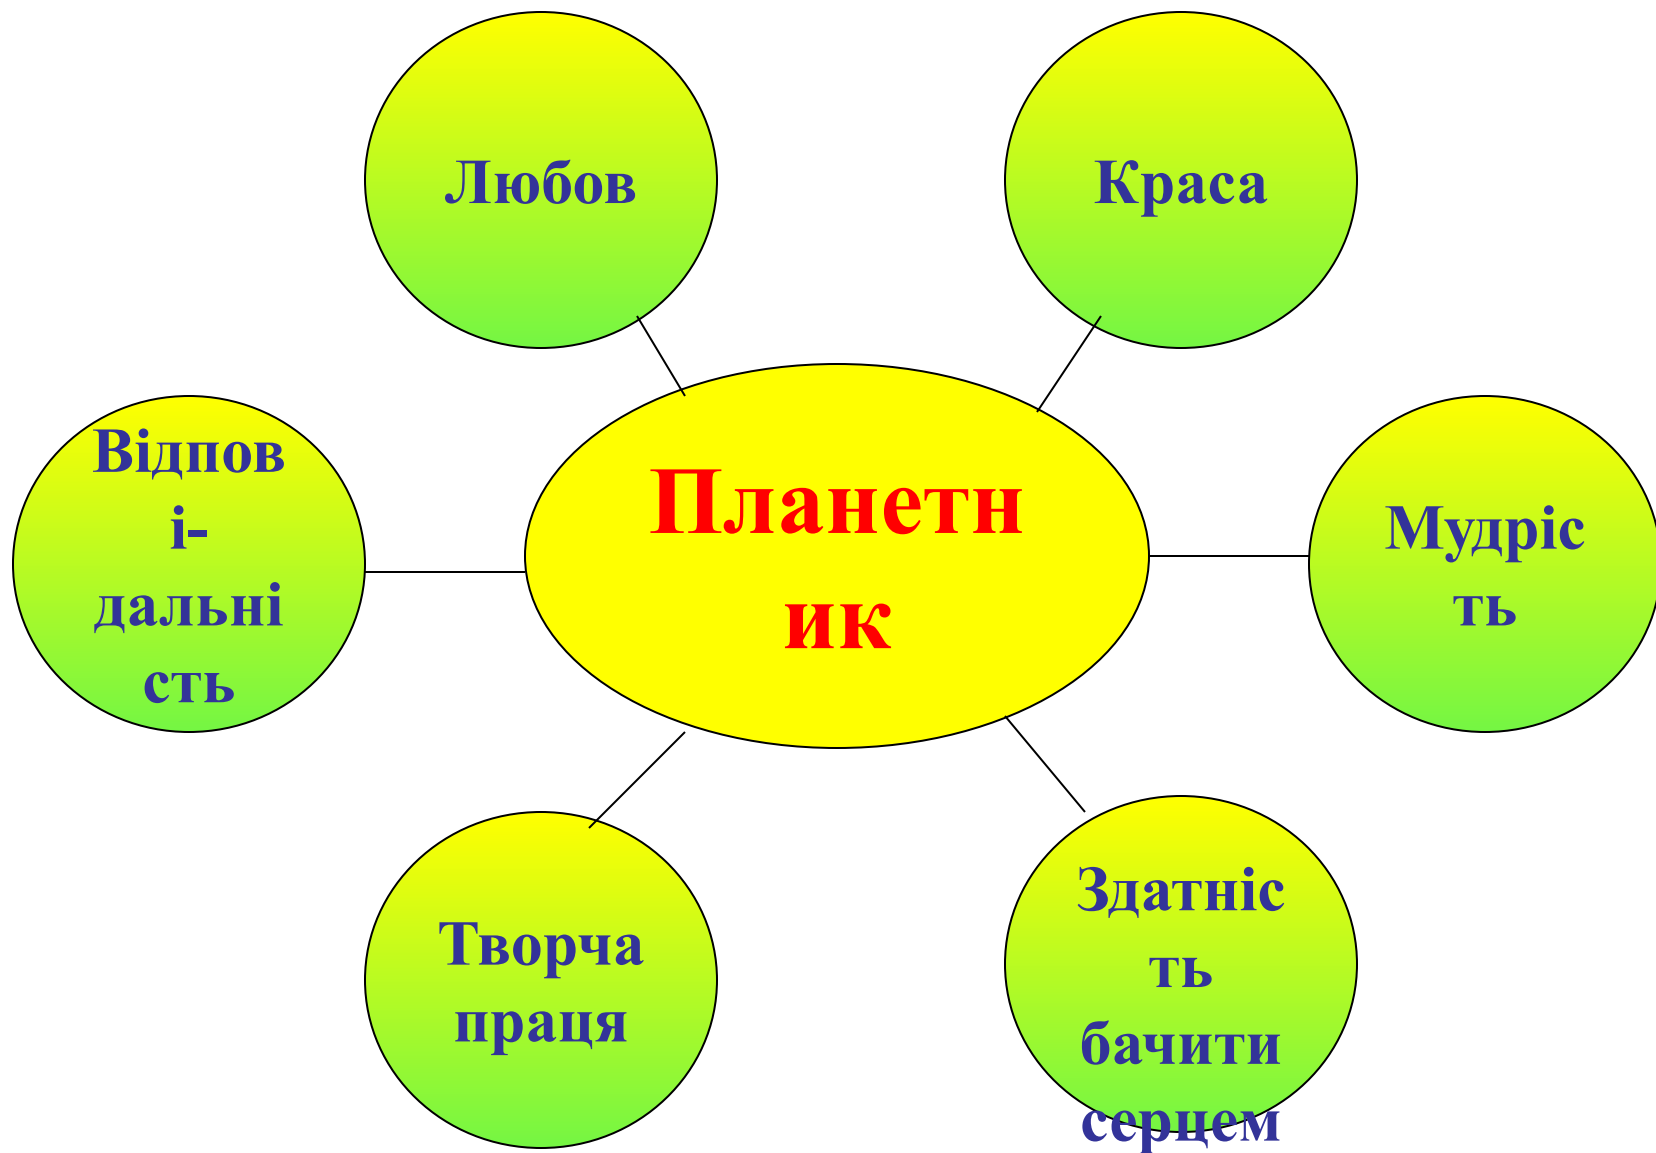 Любов
Краса
Відпов
і-
дальні
сть
Планетн
ик
Мудріс
ть
Творча
праця
Здатніс
ть
бачити
серцем